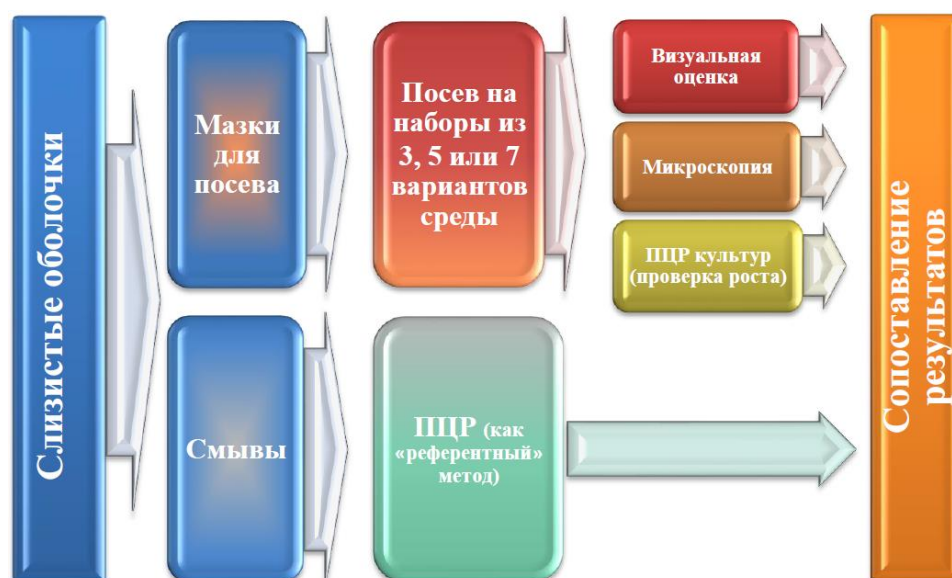 Слизистые оболочки
Мазки
для
посева
Посев на
наборы из
3, 5 или 7
вариантов
среды
Визуальная
оценка
Микроскопия
ПЦР культур
(проверка роста)
Смывы
ПЦР (как
«референтный»
метод)
Сопоставление
результатов